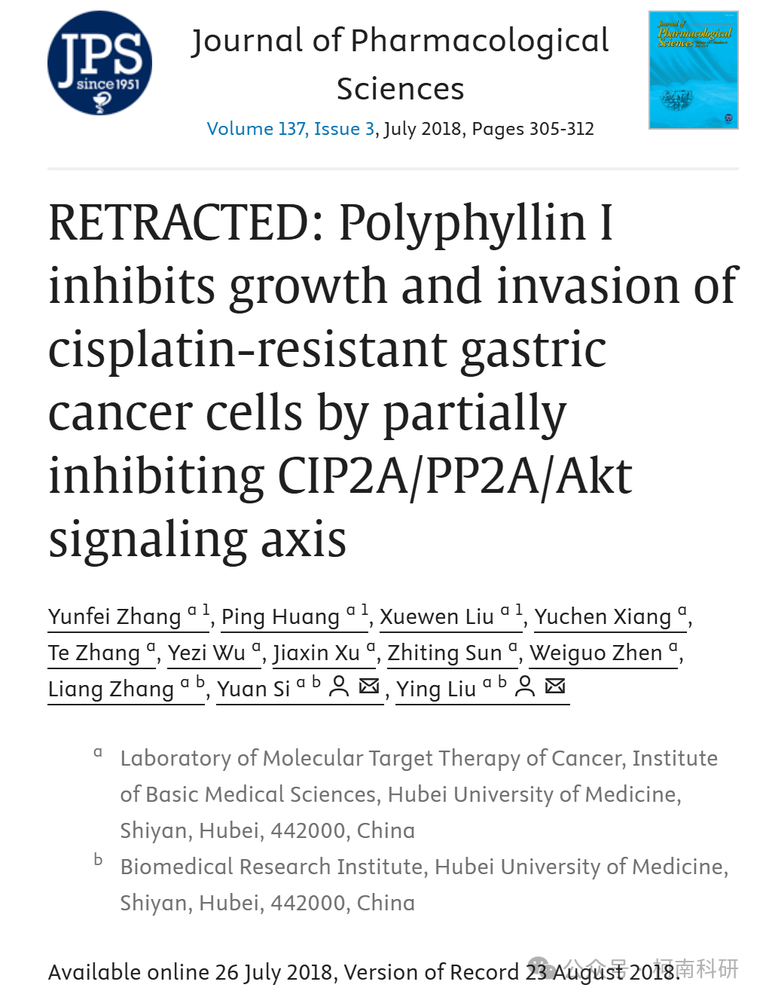 JPS
since 1951
Journal of Pharmacological
Sciences
Volume 137, Issue 3, July 2018, Pages 305-312
Journal of
Pharmacological
Sciences
RETRACTED: Polyphyllin I
inhibits growth and invasion of
cisplatin-resistant gastric
cancer cells by partially
inhibiting CIP2A/PP2A/Akt
signaling axis
Yunfei Zhang a 1, Ping Huang a 1, Xuewen Liu a 1, Yuchen Xiang a,
Te Zhang a, Yezi Wu a, Jiaxin Xu a, Zhiting Sun a, Weiguo Zhen a,
Liang Zhang a b, Yuan Si a b, Ying Liu a b
a Laboratory of Molecular Target Therapy of Cancer, Institute
of Basic Medical Sciences, Hubei University of Medicine,
Shiyan, Hubei, 442000, China
b Biomedical Research Institute, Hubei University of Medicine,
Shiyan, Hubei, 442000, China
Available online 26 July 2018, Version of Record 23 August 2018.
公众号 · 柯南科研